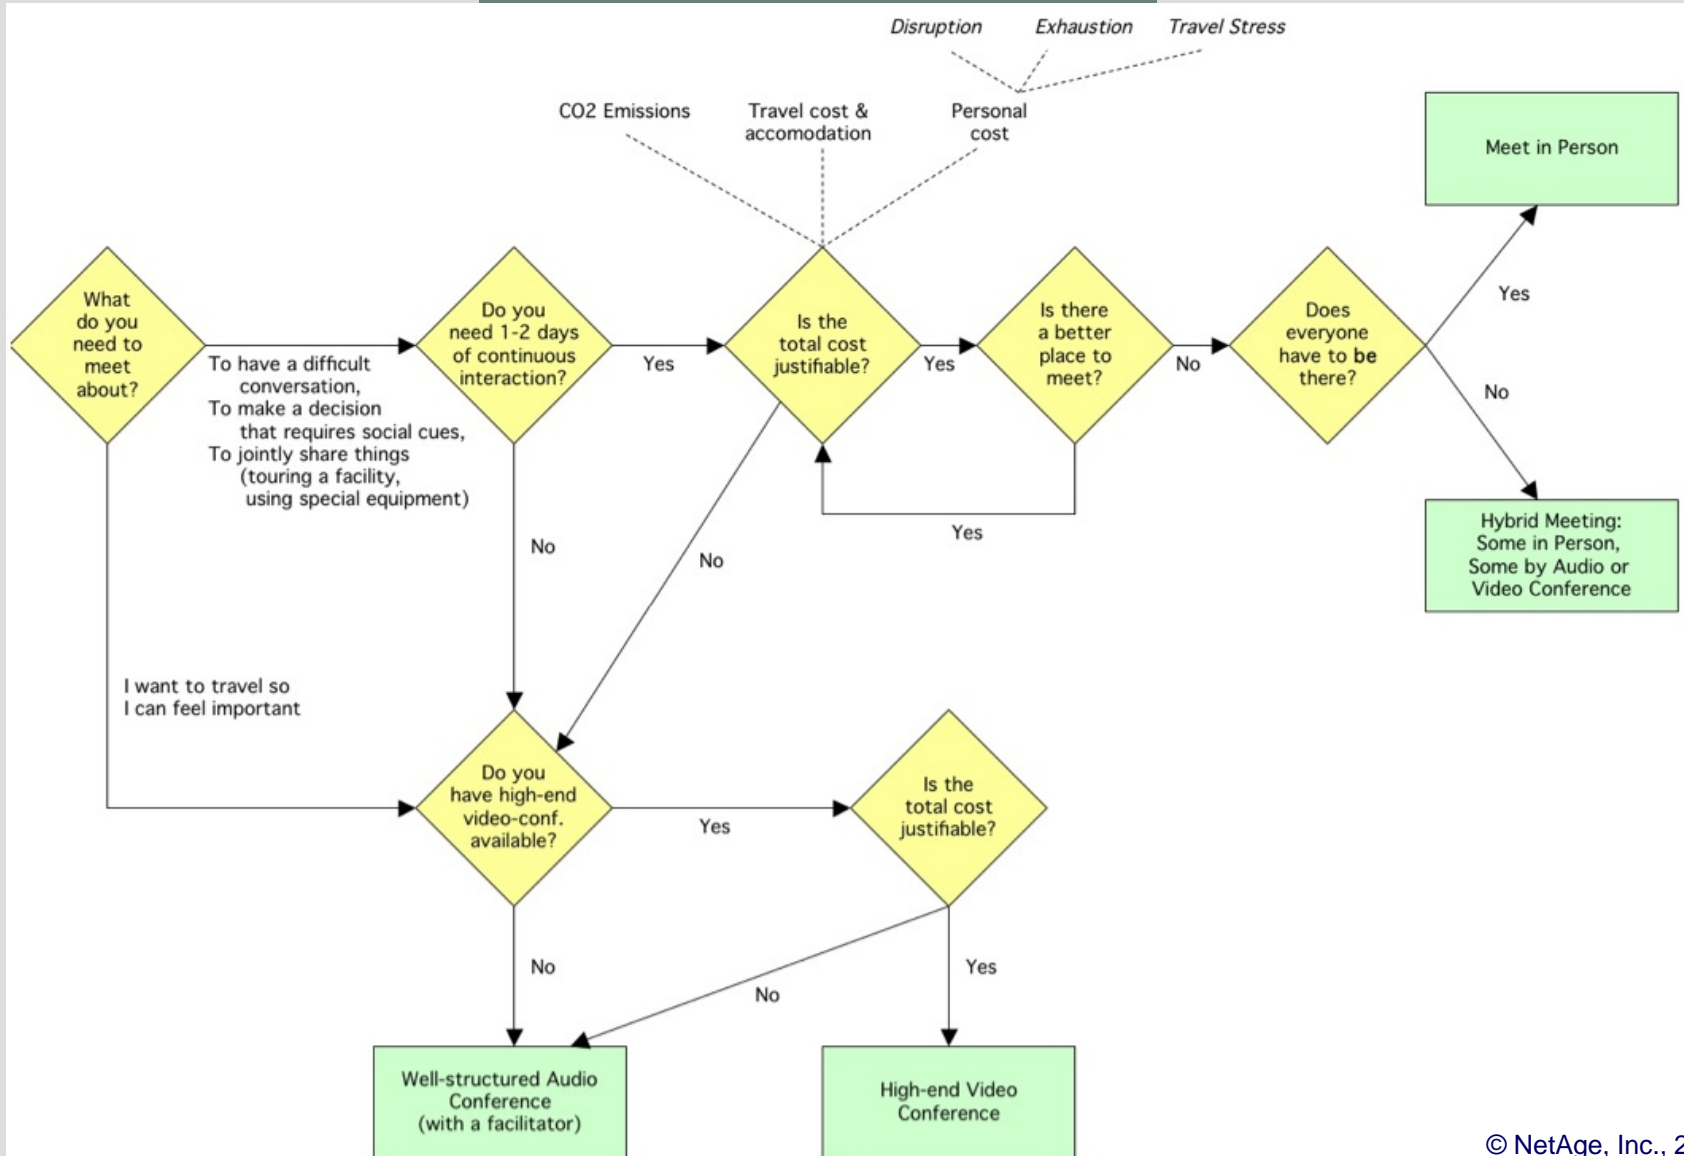 Disruption
Exhaustion
Travel Stress
CO2 Emissions
Travel cost &
accomodation
Personal
cost
Meet in Person
What
do you
need to
meet
about?
To have a difficult
conversation,
To make a decision
that requires social cues,
To jointly share things
(touring a facility,
using special equipment)
Do you
need 1-2 days
of continuous
interaction?
Yes
Is the
total cost
justifiable?
Yes
Is there
a better
place to
meet?
No
Does
everyone
have to be
there?
Yes
No
Hybrid Meeting:
Some in Person,
Some by Audio or
Video Conference
Yes
No
No
I want to travel so
I can feel important
Do you
have high-end
video-conf.
available?
Yes
Is the
total cost
justifiable?
No
No
Yes
Well-structured Audio
Conference
(with a facilitator)
High-end Video
Conference
© NetAge, Inc., 2